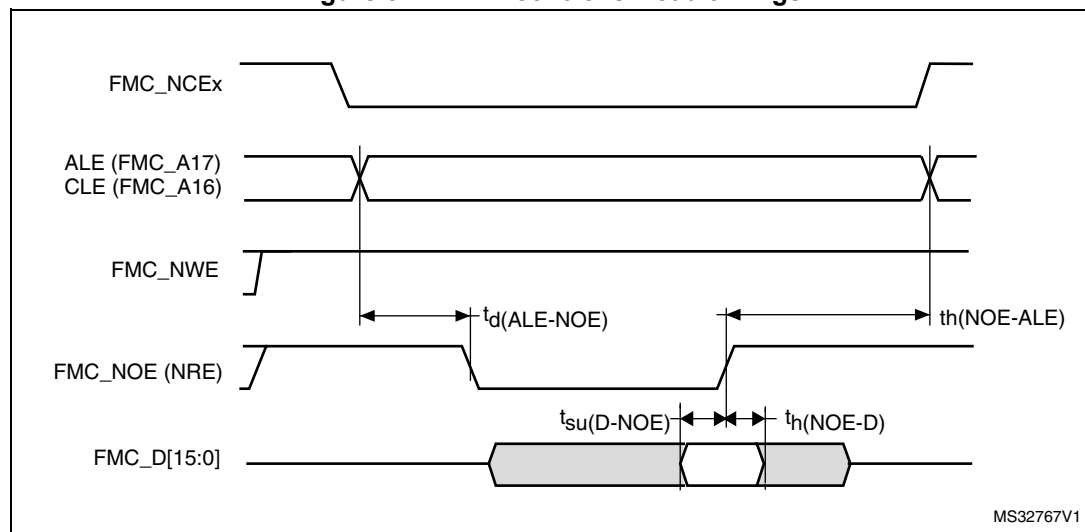 FMC_NCEx
ALE (FMC_A17)
CLE (FMC_A16)
FMC_NWE
td(ALE-NOE)
th(NOE-ALE)
FMC_NOE (NRE)
tsu(D-NOE)
th(NOE-D)
FMC_D[15:0]
MS32767V1